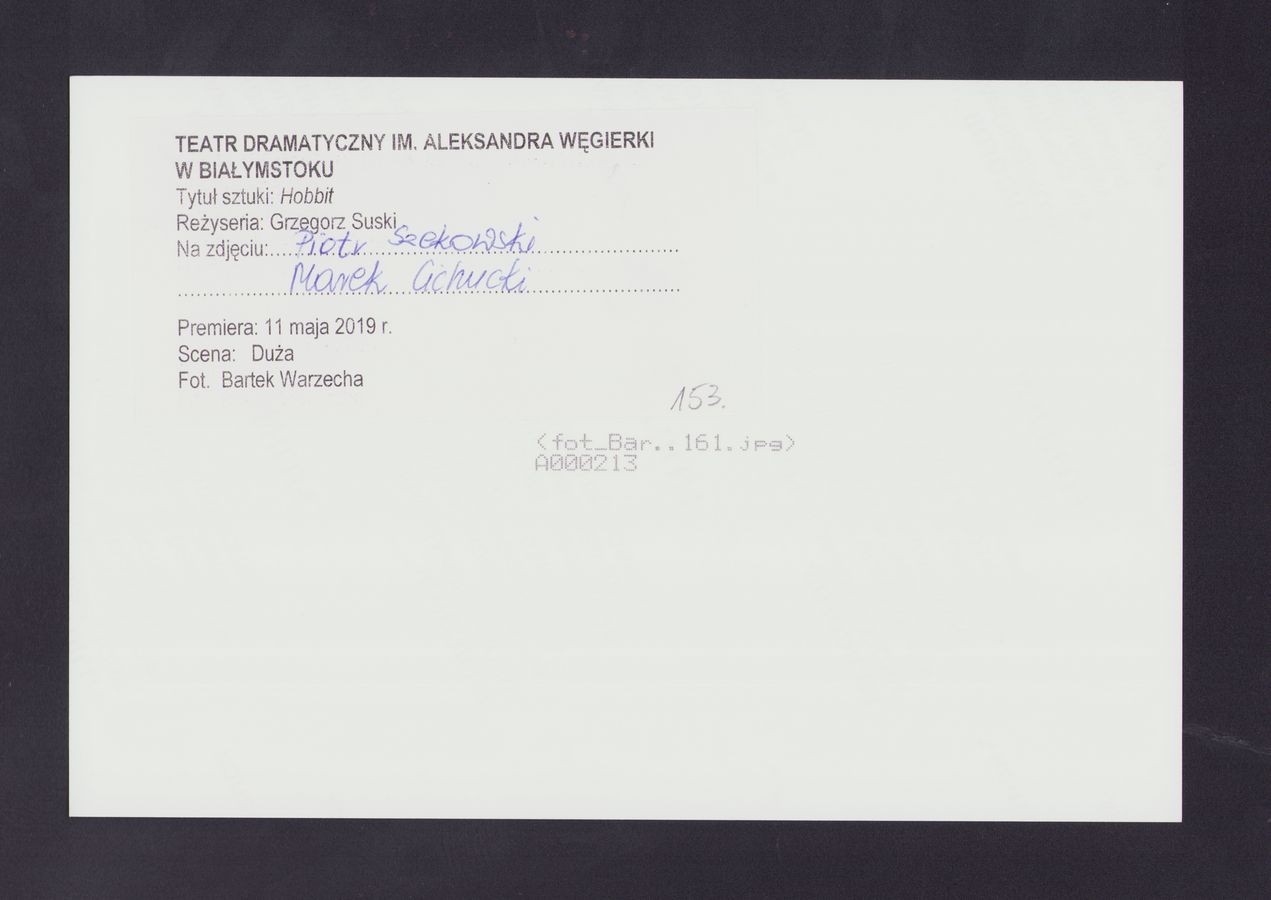 TEATR DRAMATYCZNY IM. ALEKSANDRA WĘGIERKI
W BIAŁYMSTOKU
Tytuł sztuki: Hobbit
Reżyseria: Grzegorz Suski
Na zdjęciu: Piotr Szekowski
Marek Cichucki
Premiera: 11 maja 2019 r.
Scena: Duża
Fot. Bartek Warzecha
153.
<fot_Bar..161.jpg>
A000213